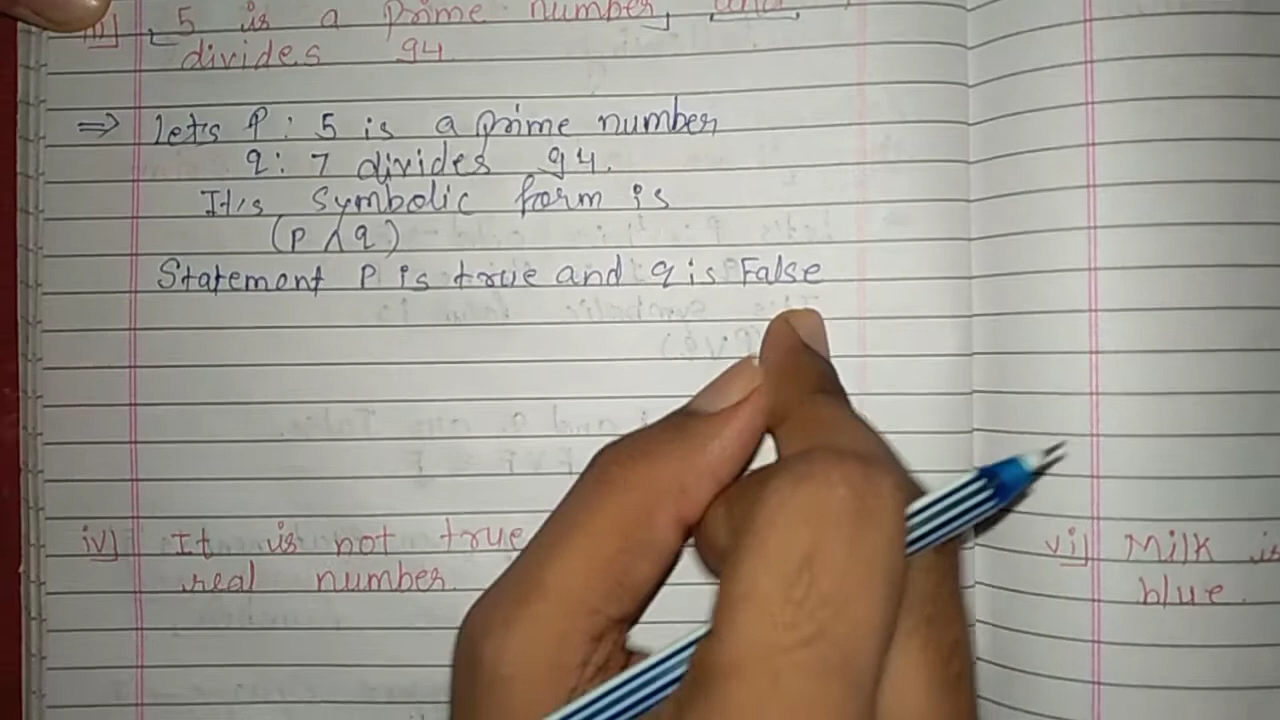 iii] 5 is a prime number and
divides 94
⇒ Let's P : 5 is a prime number
q : 7 divides 94.
It's Symbolic form is
(P ∧ q)
Statement P is true and q is False
iv] It is not true
real number
vi] Milk is
blue.